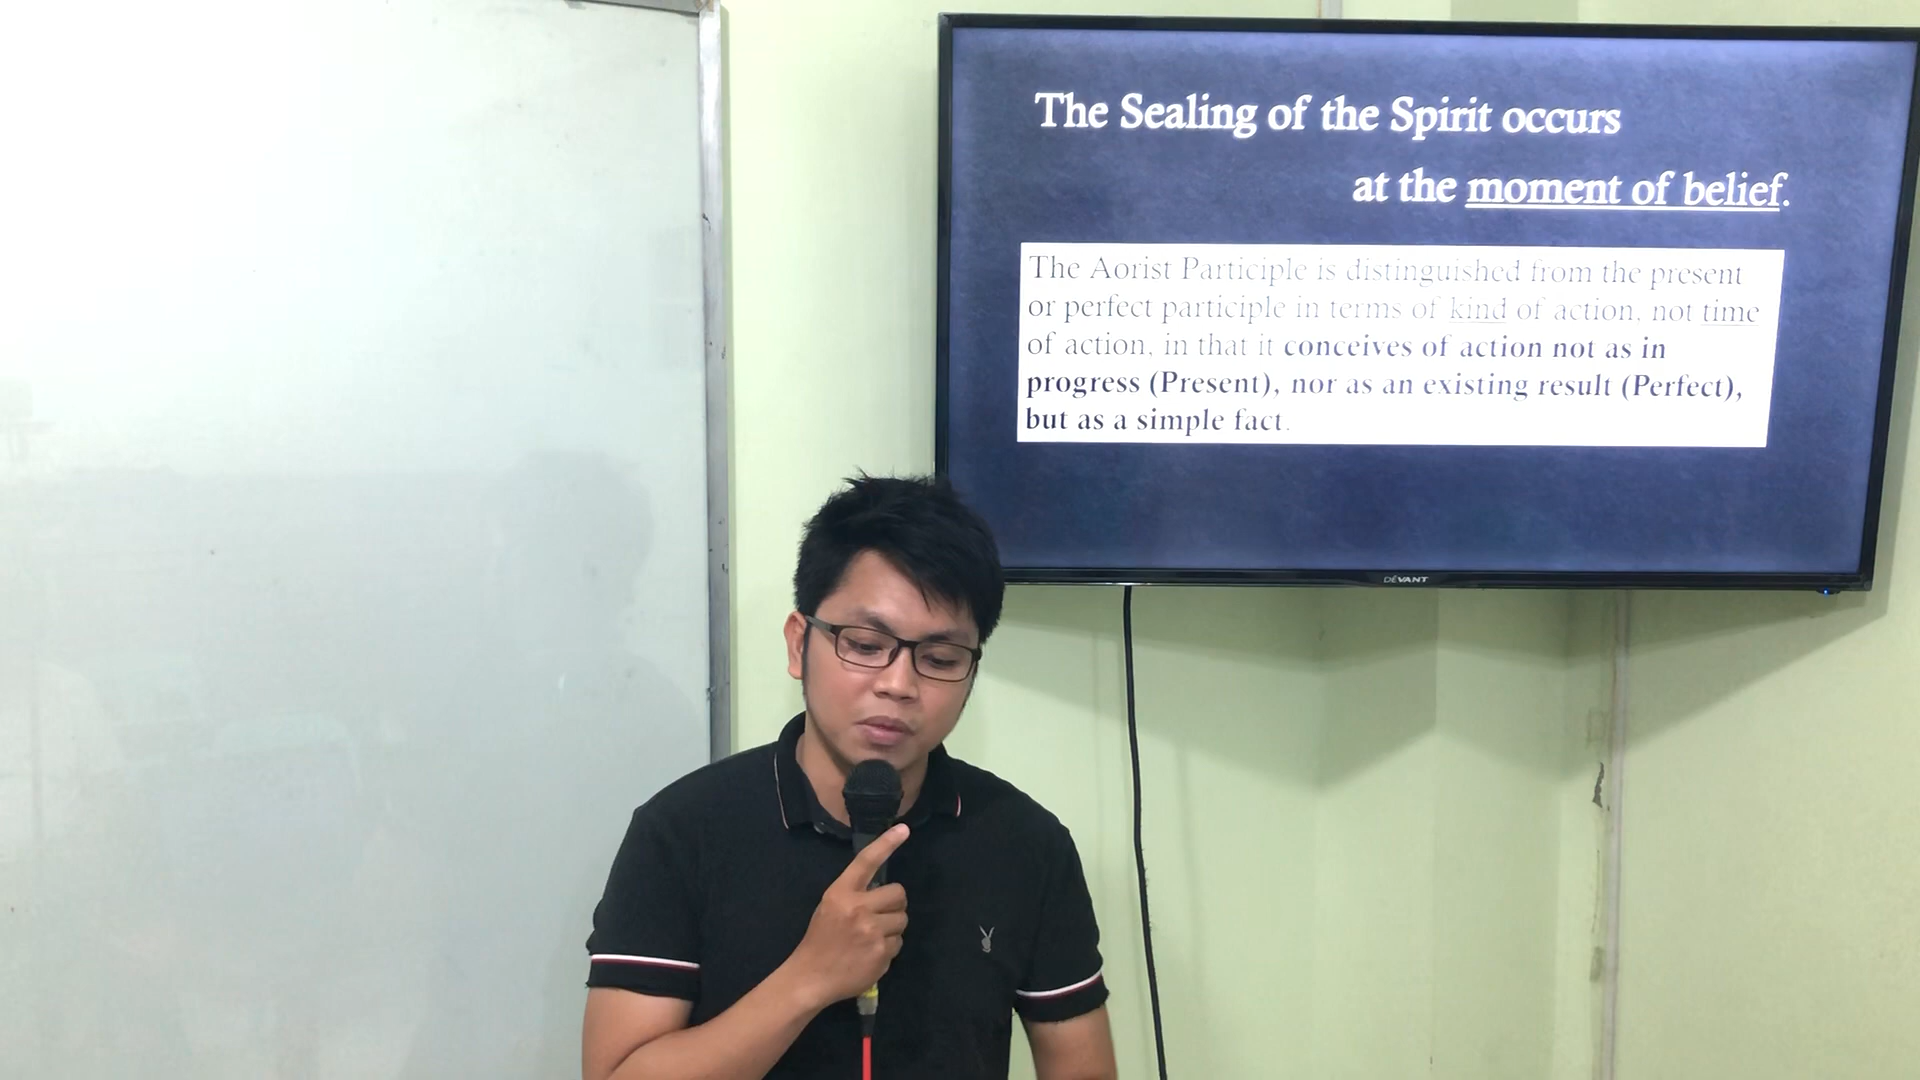 The Sealing of the Spirit occurs
at the moment of belief.
The Aorist Participle is distinguished from the present
or perfect participle in terms of kind of action, not time
of action, in that it conceives of action not as in
progress (Present), nor as an existing result (Perfect),
but as a simple fact.
DEVANT